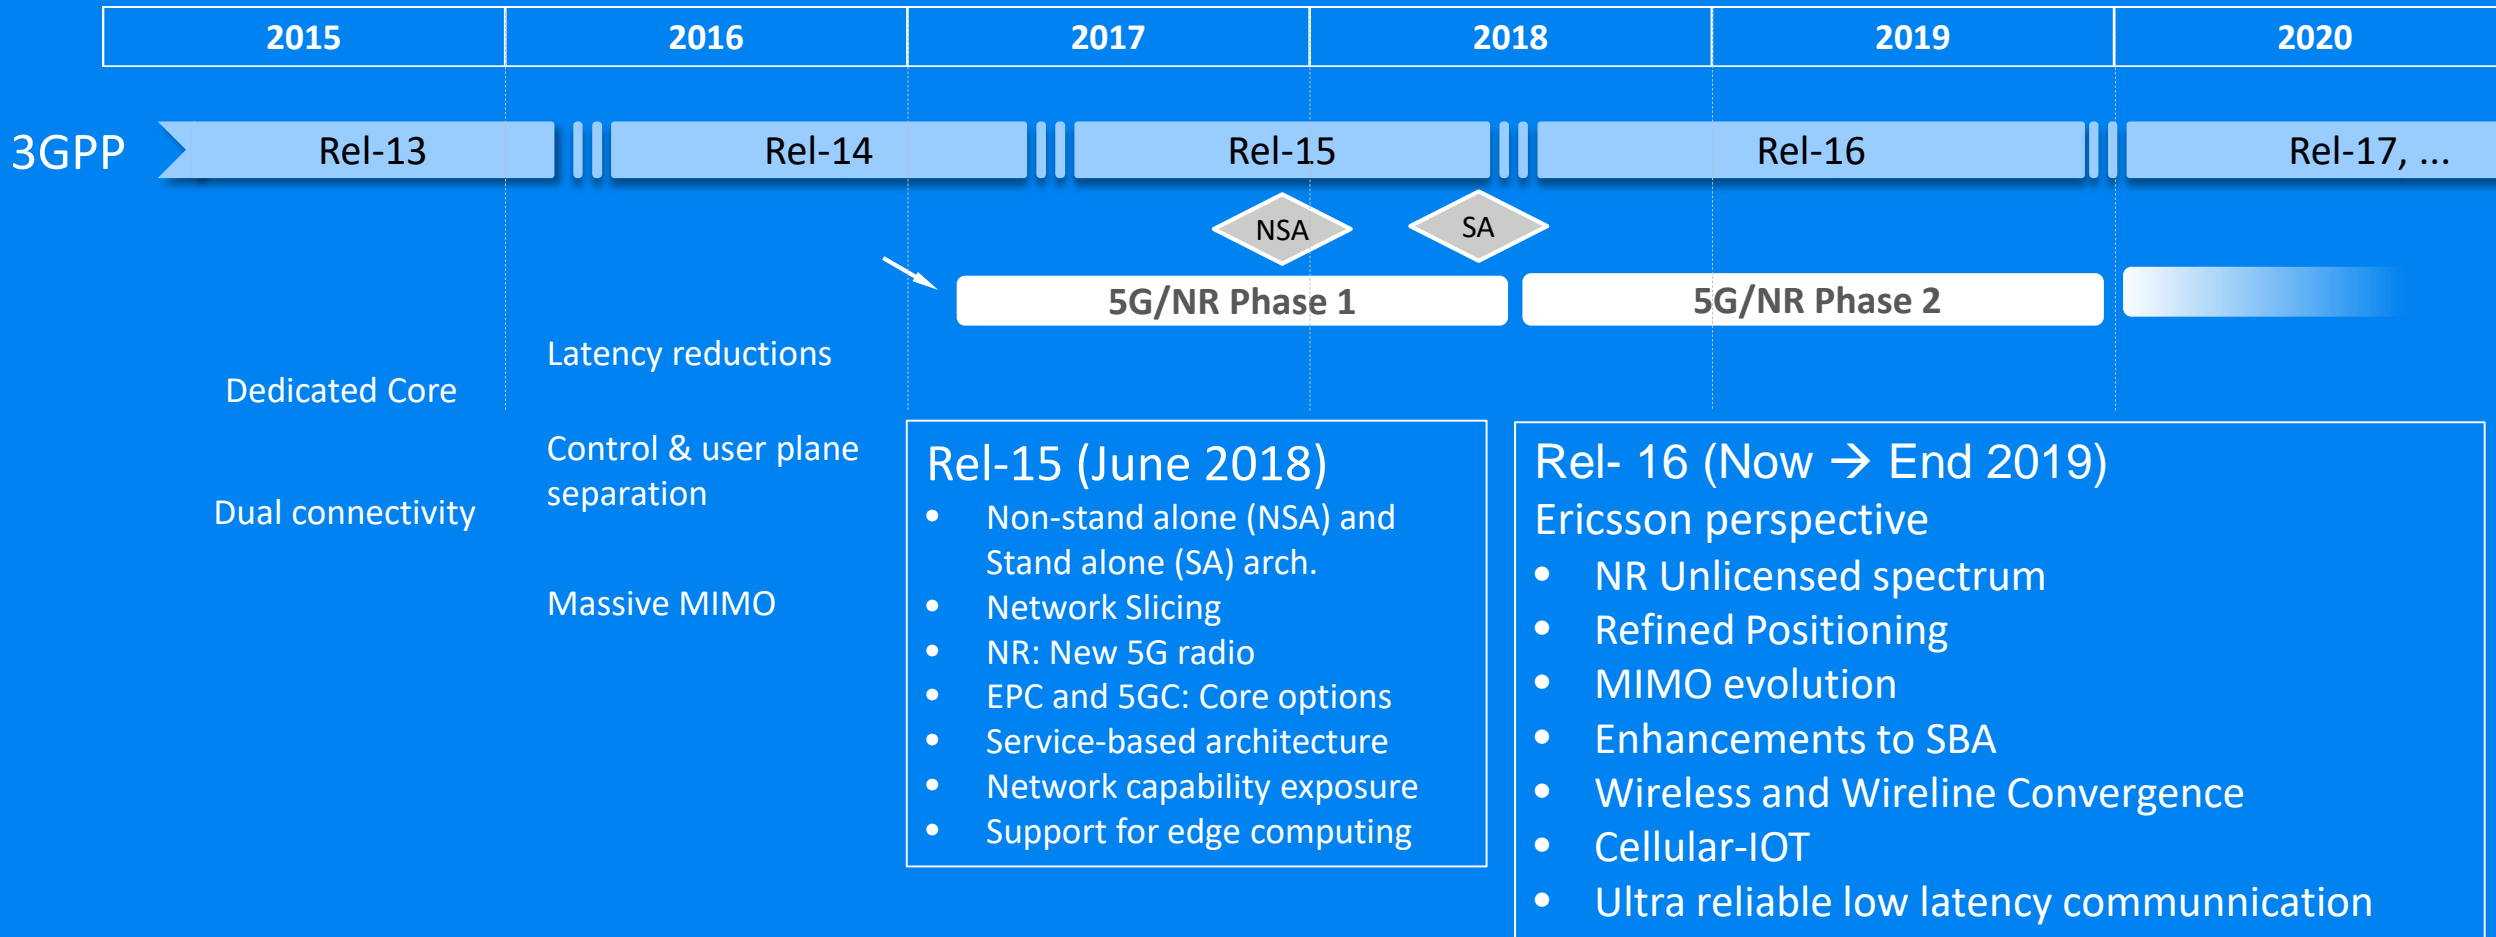 2015 2016 2017 2018 2019 2020
3GPP Rel-13 Rel-14 Rel-15 Rel-16 Rel-17, ...
NSA SA
5G/NR Phase 1 5G/NR Phase 2
Dedicated Core
Dual connectivity
Latency reductions
Control & user plane
separation
Massive MIMO
Rel-15 (June 2018)
• Non-stand alone (NSA) and
Stand alone (SA) arch.
• Network Slicing
• NR: New 5G radio
• EPC and 5GC: Core options
• Service-based architecture
• Network capability exposure
• Support for edge computing
Rel- 16 (Now → End 2019)
Ericsson perspective
• NR Unlicensed spectrum
• Refined Positioning
• MIMO evolution
• Enhancements to SBA
• Wireless and Wireline Convergence
• Cellular-IOT
• Ultra reliable low latency communnication